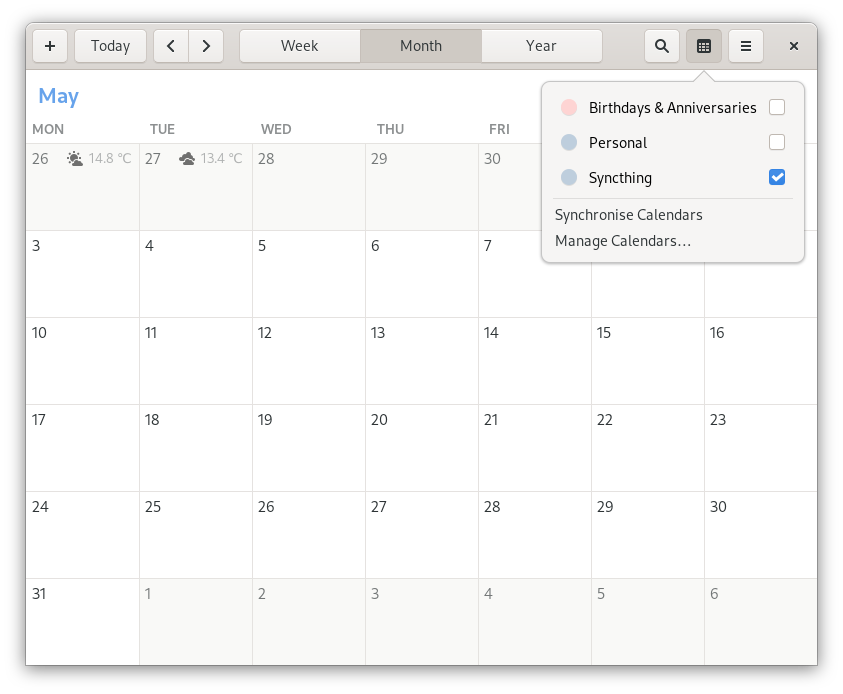 + Today Week Month Year
May
MON TUE WED THU FRI
26 14.8 °C 27 13.4 °C 28 29 30
Birthdays & Anniversaries
Personal
Syncthing
Synchronise Calendars
Manage Calendars…
3 4 5 6 7
10 11 12 13 14 15 16
17 18 19 20 21 22 23
24 25 26 27 28 29 30
31 1 2 3 4 5 6